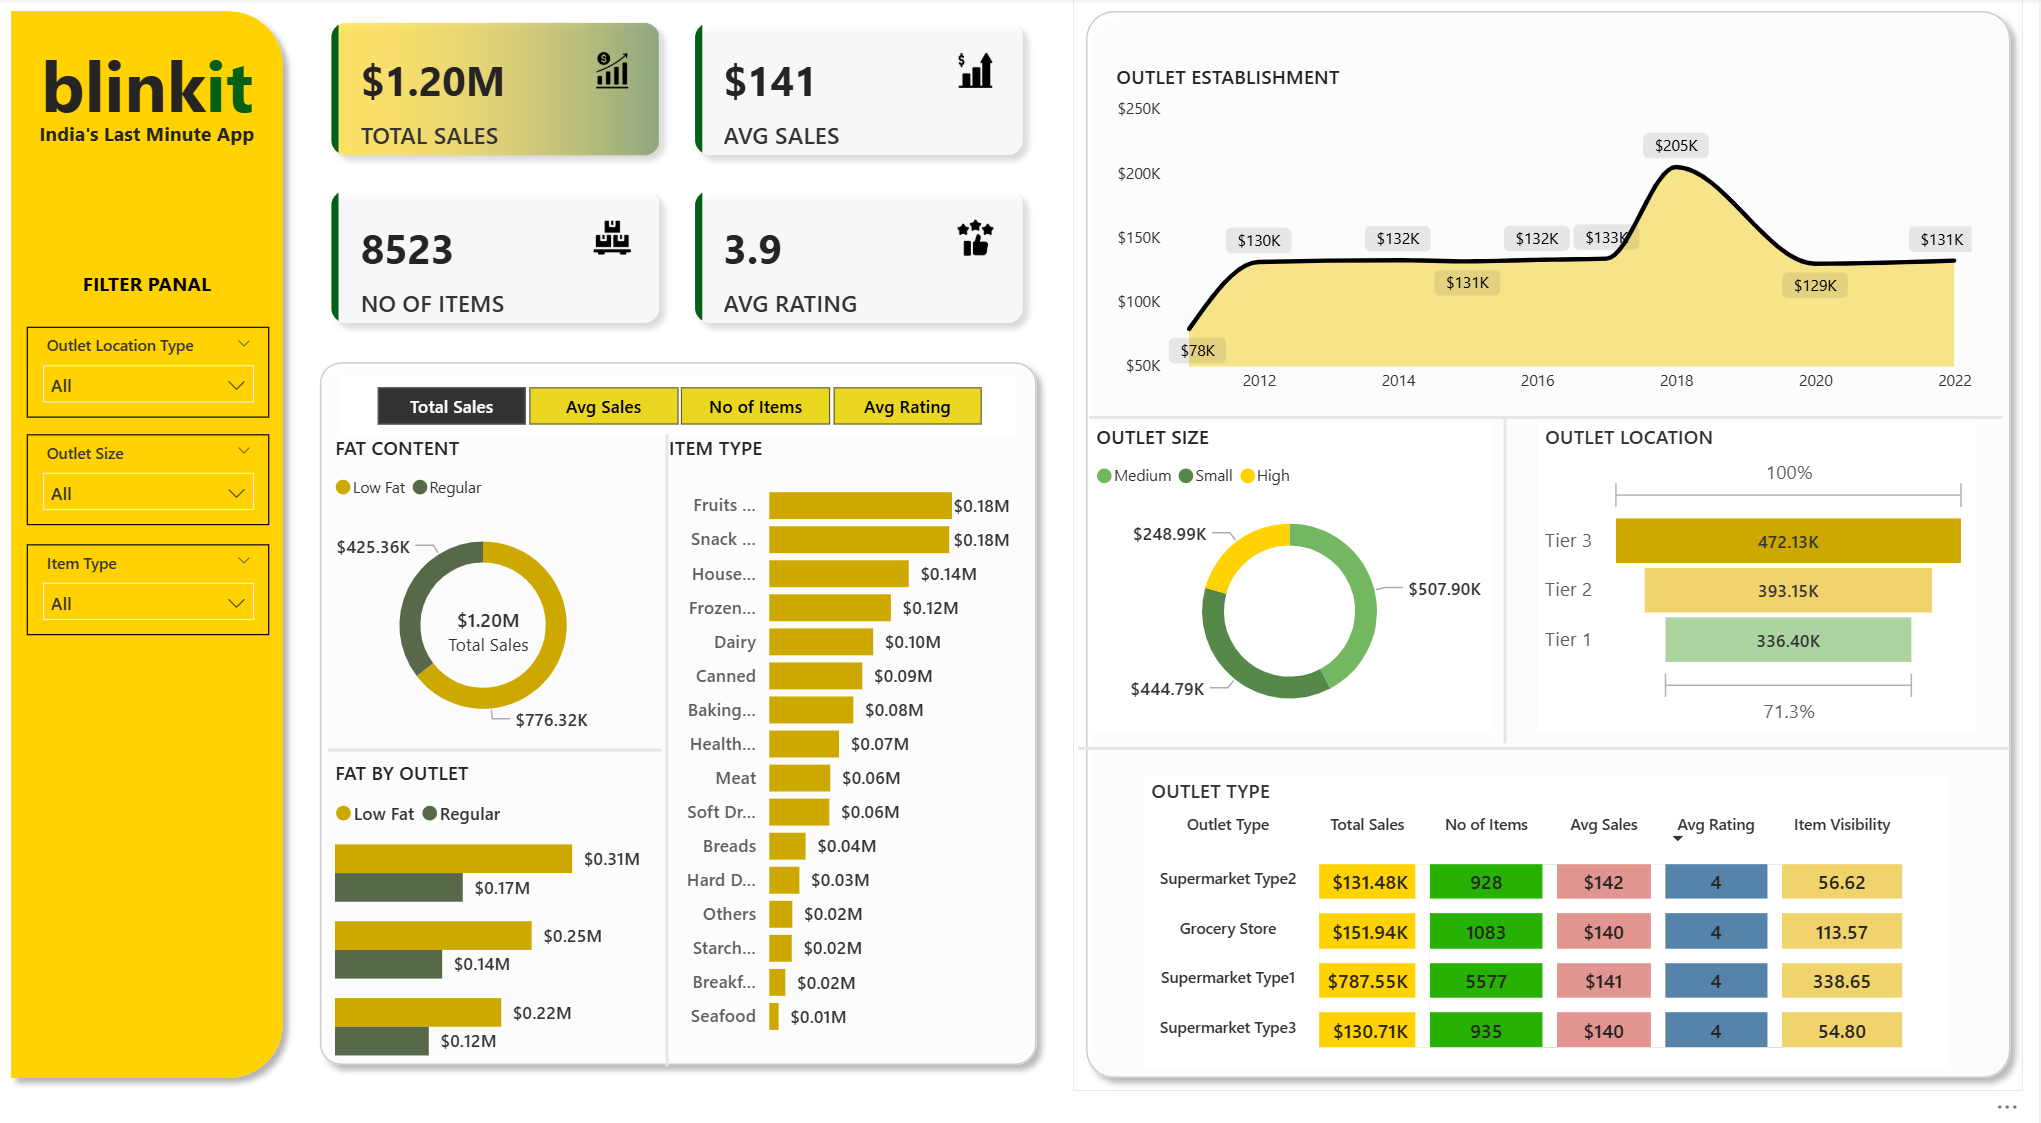 blinkit
India's Last Minute App
FILTER PANAL
Outlet Location Type
All
Outlet Size
All
Item Type
All
$1.20M
TOTAL SALES
$141
AVG SALES
8523
NO OF ITEMS
3.9
AVG RATING
Total Sales Avg Sales No of Items Avg Rating
FAT CONTENT
Low Fat Regular
$425.36K
$1.20M
Total Sales
$776.32K
FAT BY OUTLET
Low Fat Regular
$0.31M
$0.17M
$0.25M
$0.14M
$0.22M
$0.12M
ITEM TYPE
Fruits ... $0.18M
Snack ... $0.18M
House... $0.14M
Frozen... $0.12M
Dairy $0.10M
Canned $0.09M
Baking... $0.08M
Health... $0.07M
Meat $0.06M
Soft Dr... $0.06M
Breads $0.04M
Hard D... $0.03M
Others $0.02M
Starch... $0.02M
Breakf... $0.02M
Seafood $0.01M
OUTLET ESTABLISHMENT
$250K
$200K
$150K
$100K
$50K
$78K
$130K
$132K
$131K
$132K
$133K
$205K
$129K
$131K
2012 2014 2016 2018 2020 2022
OUTLET SIZE
Medium Small High
$248.99K
$507.90K
$444.79K
OUTLET LOCATION
100%
Tier 3 472.13K
Tier 2 393.15K
Tier 1 336.40K
71.3%
OUTLET TYPE
Outlet Type Total Sales No of Items Avg Sales Avg Rating Item Visibility
Supermarket Type2 $131.48K 928 $142 4 56.62
Grocery Store $151.94K 1083 $140 4 113.57
Supermarket Type1 $787.55K 5577 $141 4 338.65
Supermarket Type3 $130.71K 935 $140 4 54.80